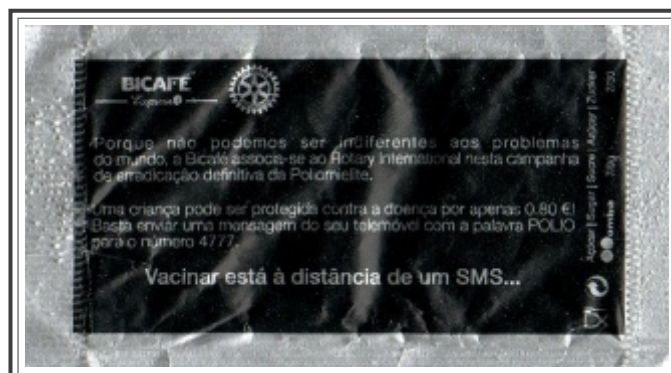 BICAFÉ
Porque não podemos ser indiferentes aos problemas
do mundo, a Bicafé associa-se ao Rotary International nesta campanha
de erradicação definitiva da Poliomielite.
Uma criança pode ser protegida contra a doença por apenas 0.80 €!
Basta enviar uma mensagem do seu telemóvel com a palavra POLIO
para o número 4777.
Vacinar está à distância de um SMS...
Açúcar | Sugar | Sucre | Azúcar | Zucker